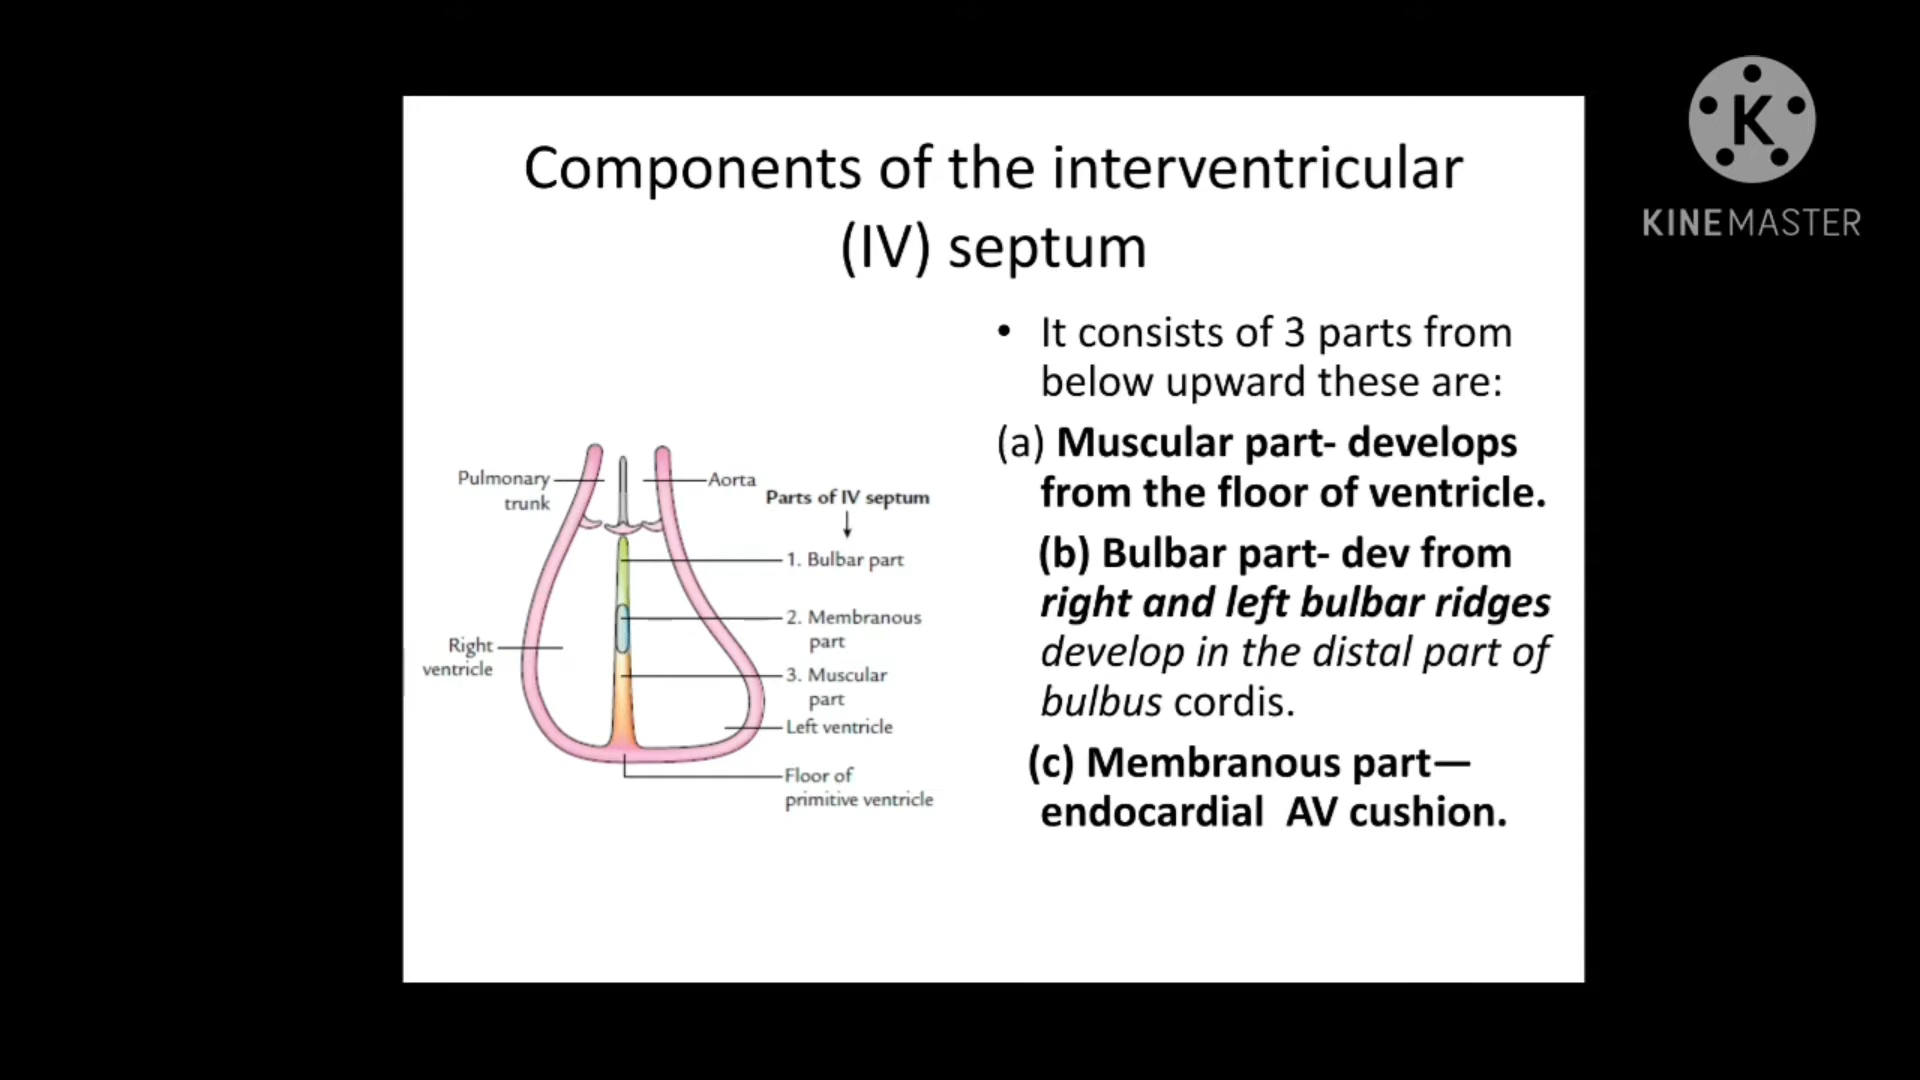 Components of the interventricular
(IV) septum
• It consists of 3 parts from
below upward these are:
(a) Muscular part- develops
from the floor of ventricle.
(b) Bulbar part- dev from
right and left bulbar ridges
develop in the distal part of
bulbus cordis.
(c) Membranous part—
endocardial AV cushion.
Pulmonary
trunk
Aorta
Parts of IV septum
1. Bulbar part
2. Membranous
part
Right
ventricle
3. Muscular
part
Left ventricle
Floor of
primitive ventricle
K
KINEMASTER